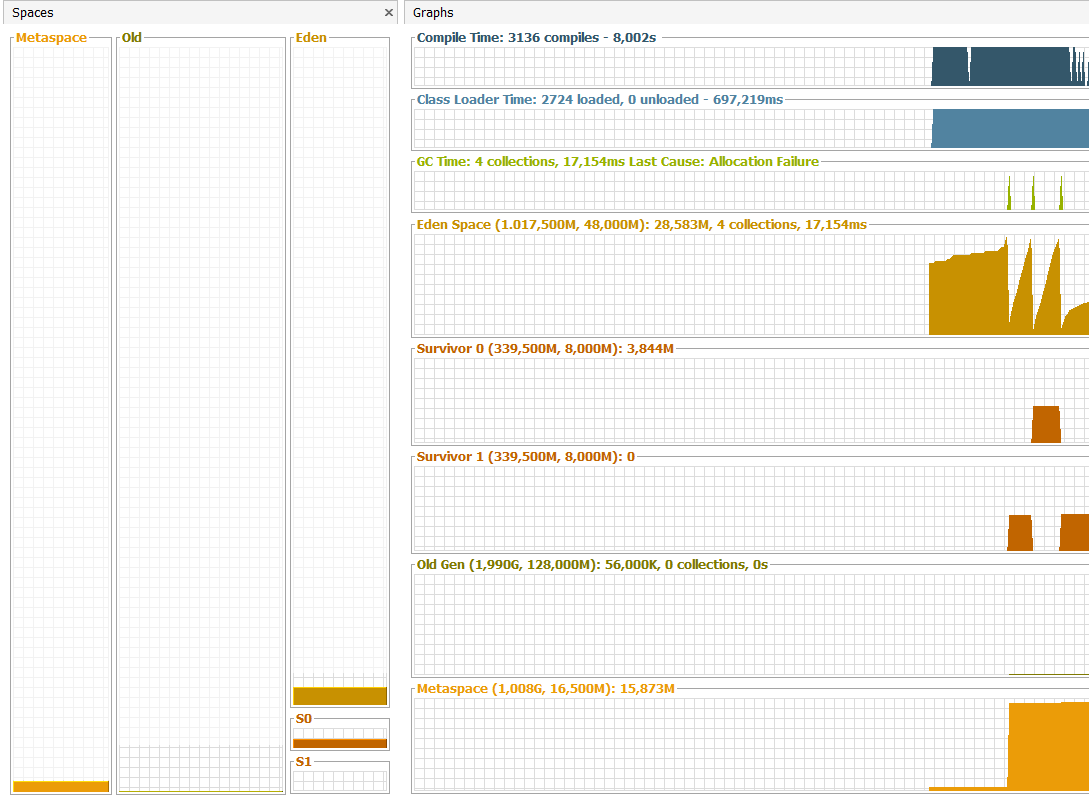 Spaces
Metaspace
Old
Eden
S0
S1
Graphs
Compile Time: 3136 compiles - 8,002s
Class Loader Time: 2724 loaded, 0 unloaded - 697,219ms
GC Time: 4 collections, 17,154ms Last Cause: Allocation Failure
Eden Space (1.017,500M, 48,000M): 28,583M, 4 collections, 17,154ms
Survivor 0 (339,500M, 8,000M): 3,844M
Survivor 1 (339,500M, 8,000M): 0
Old Gen (1,990G, 128,000M): 56,000K, 0 collections, 0s
Metaspace (1,008G, 16,500M): 15,873M